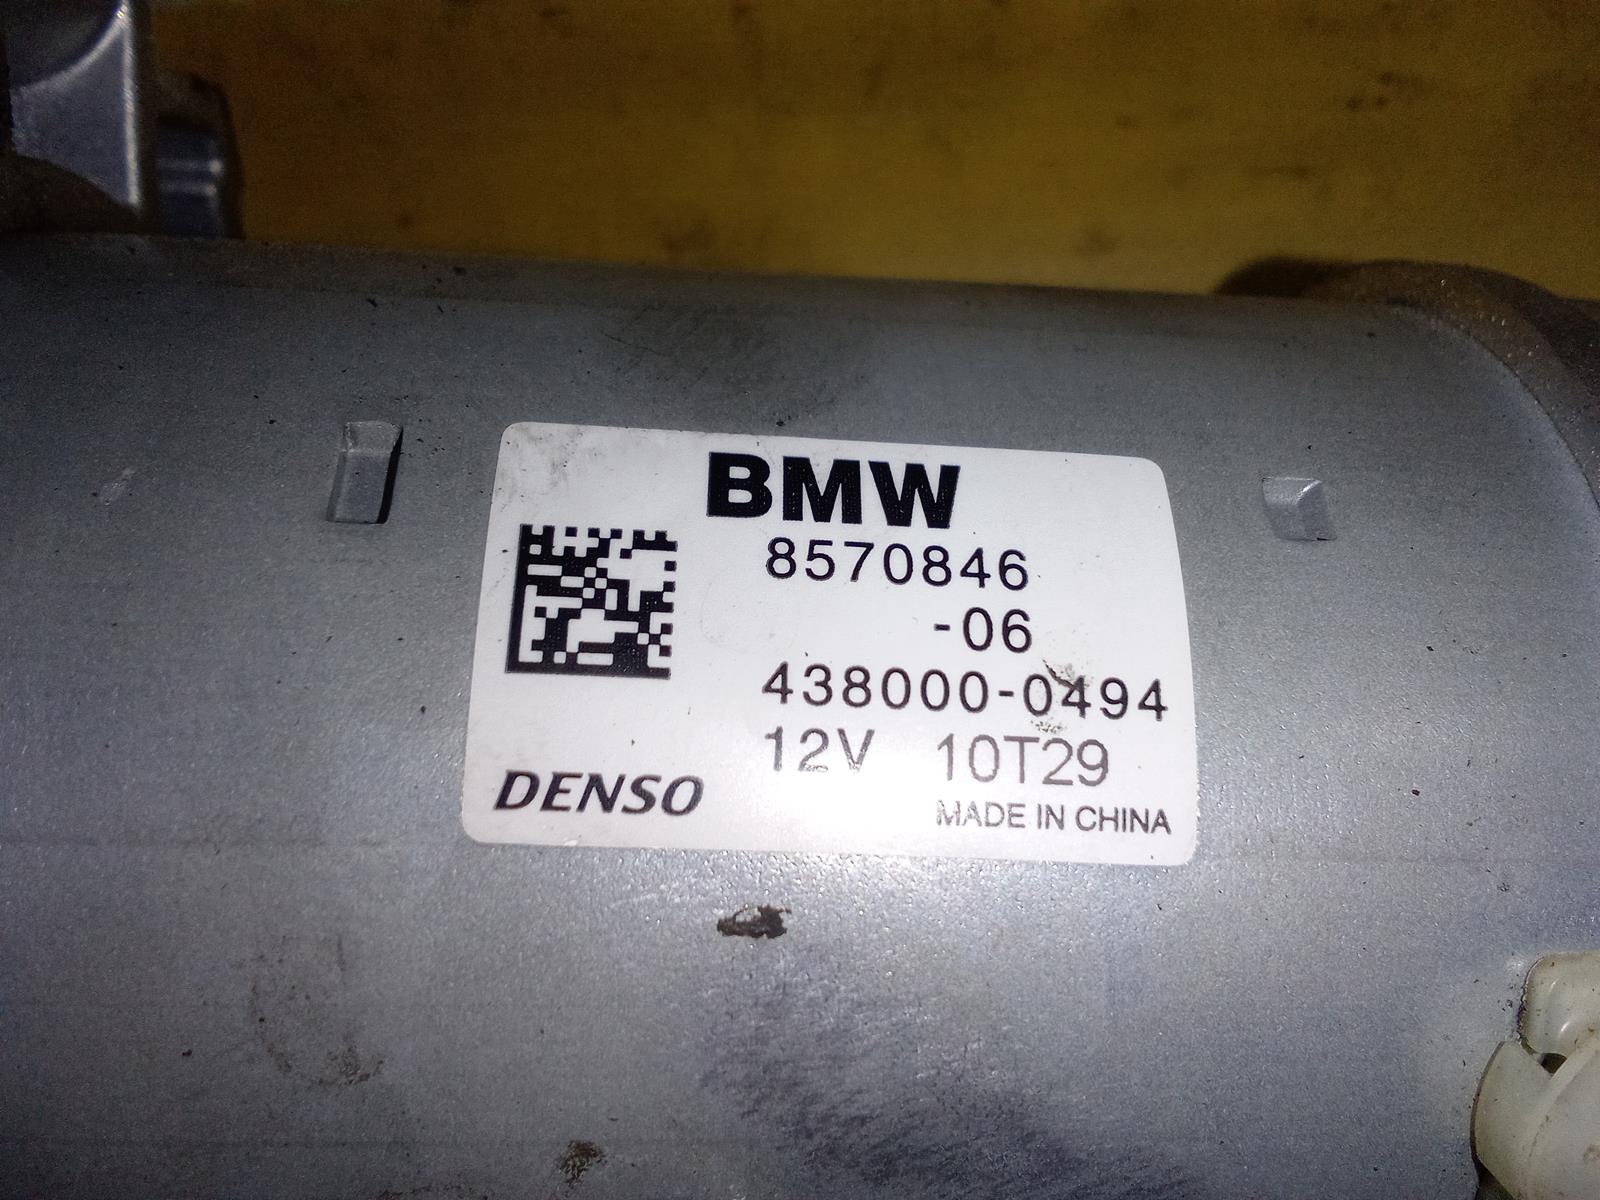 BMW
8570846
-06
438000-0494
12V 10T29
DENSO
MADE IN CHINA